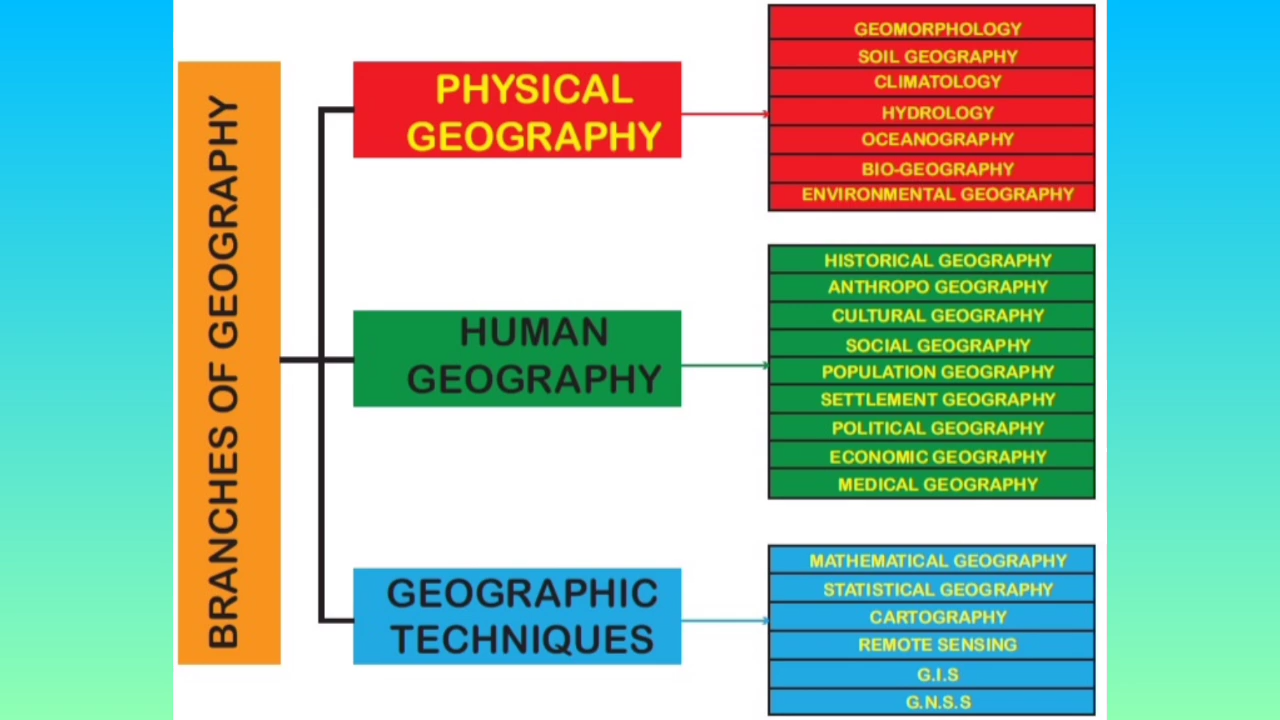 BRANCHES OF GEOGRAPHY
PHYSICAL
GEOGRAPHY
GEOMORPHOLOGY
SOIL GEOGRAPHY
CLIMATOLOGY
HYDROLOGY
OCEANOGRAPHY
BIO-GEOGRAPHY
ENVIRONMENTAL GEOGRAPHY
HUMAN
GEOGRAPHY
HISTORICAL GEOGRAPHY
ANTHROPO GEOGRAPHY
CULTURAL GEOGRAPHY
SOCIAL GEOGRAPHY
POPULATION GEOGRAPHY
SETTLEMENT GEOGRAPHY
POLITICAL GEOGRAPHY
ECONOMIC GEOGRAPHY
MEDICAL GEOGRAPHY
GEOGRAPHIC
TECHNIQUES
MATHEMATICAL GEOGRAPHY
STATISTICAL GEOGRAPHY
CARTOGRAPHY
REMOTE SENSING
G.I.S
G.N.S.S